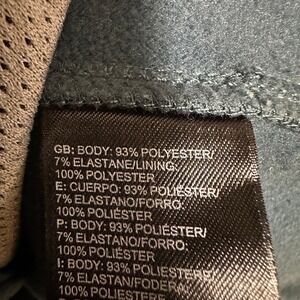 GB: BODY: 93% POLYESTER/
7% ELASTANE/LINING:
100% POLYESTER
E: CUERPO: 93% POLIÉSTER/
7% ELASTANO/FORRO:
100% POLIÉSTER
P: BODY: 93% POLIÉSTER/
7% ELASTANO/FORRO:
100% POLIÉSTER
I: BODY: 93% POLIESTERE/
7% ELASTAN/FODERA:
100% POLIESTERE